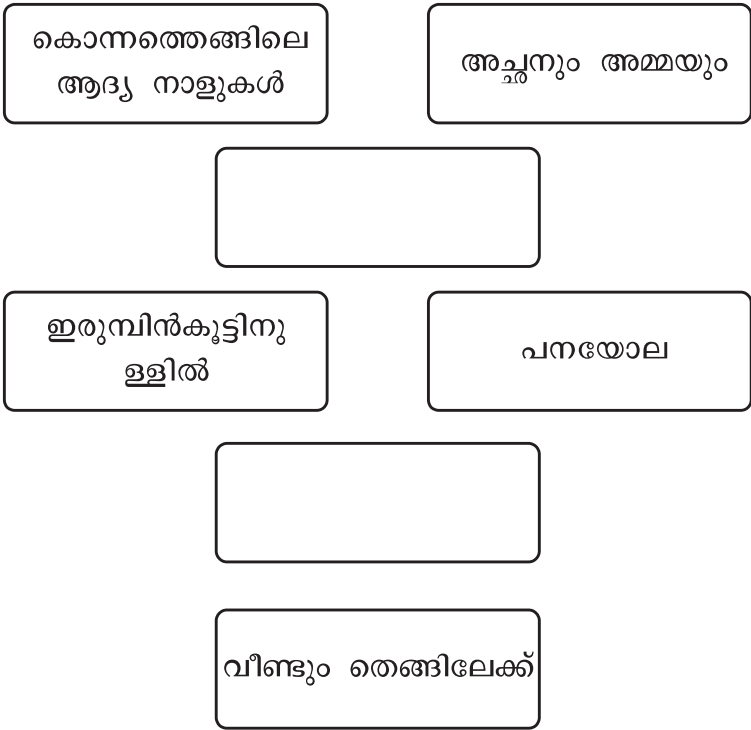 കൊന്നത്തെങ്ങിലെ
ആദ്യ നാളുകൾ
അച്ഛനും അമ്മയും
ഇരുമ്പിൻകൂട്ടിനു
ള്ളിൽ
പനയോല
വീണ്ടും തെങ്ങിലേക്ക്